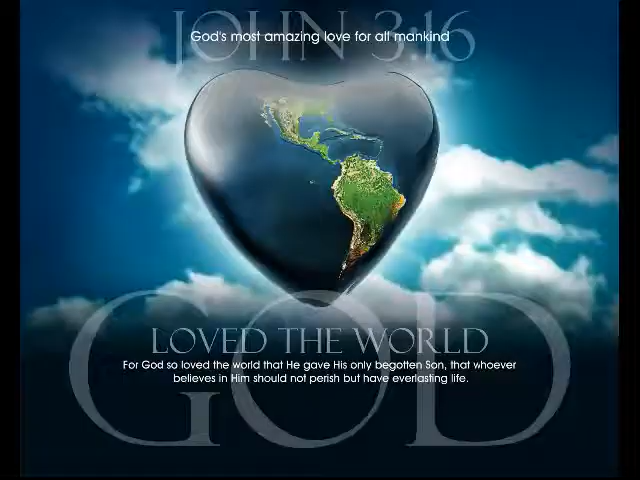 JOHN 3:16
God's most amazing love for all mankind
GOD
LOVED THE WORLD
For God so loved the world that He gave His only begotten Son, that whoever
believes in Him should not perish but have everlasting life.